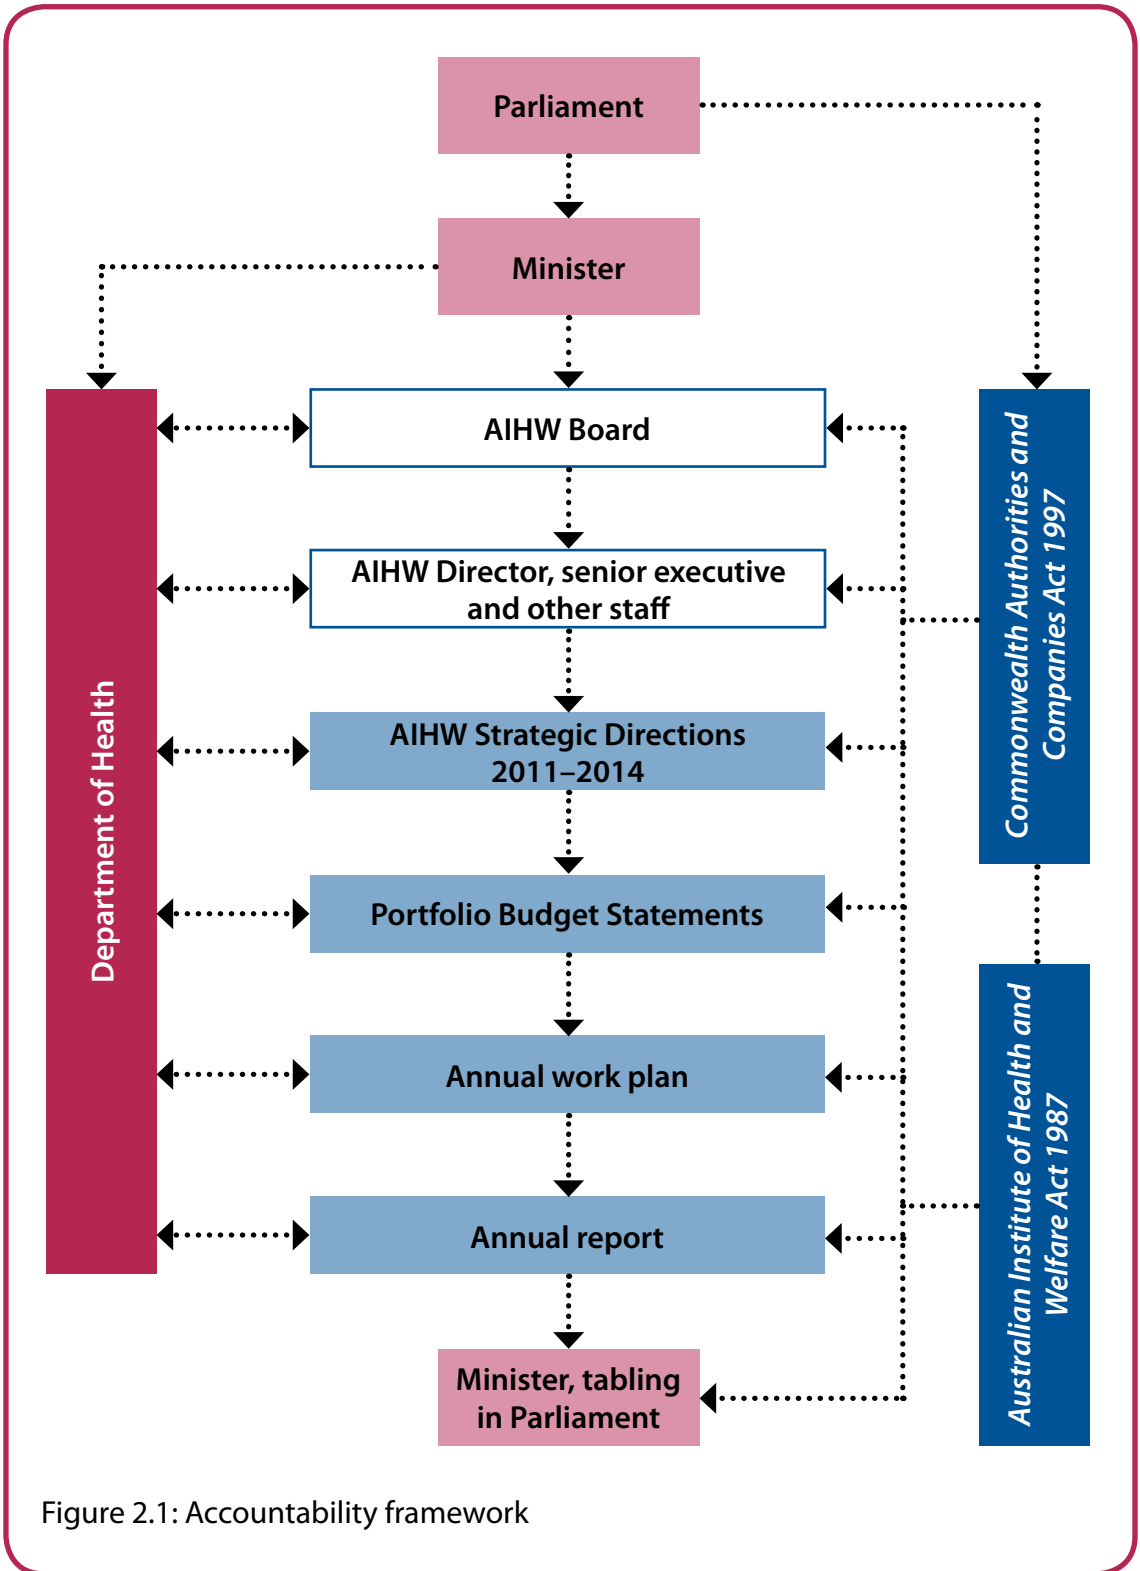 Parliament
Minister
AIHW Board
AIHW Director, senior executive
and other staff
AIHW Strategic Directions
2011–2014
Portfolio Budget Statements
Annual work plan
Annual report
Minister, tabling
in Parliament
Department of Health
Commonwealth Authorities and
Companies Act 1997
Australian Institute of Health and
Welfare Act 1987
Figure 2.1: Accountability framework